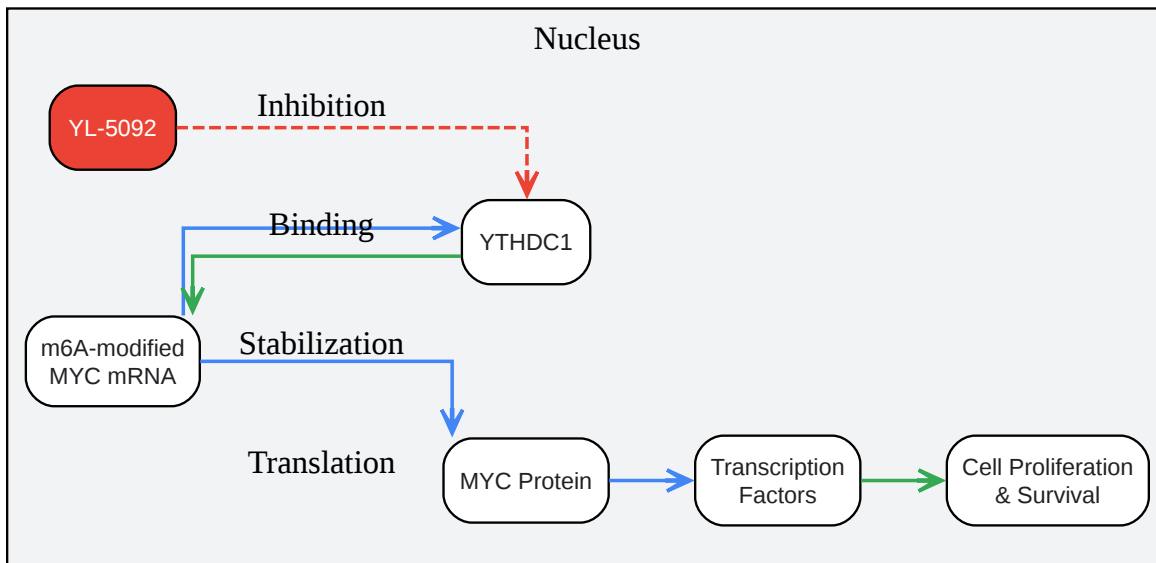 Nucleus
Inhibition
YL-5092
Binding
YTHDC1
Stabilization
m6A-modified
MYC mRNA
Translation
MYC Protein
Transcription
Factors
Cell Proliferation
& Survival